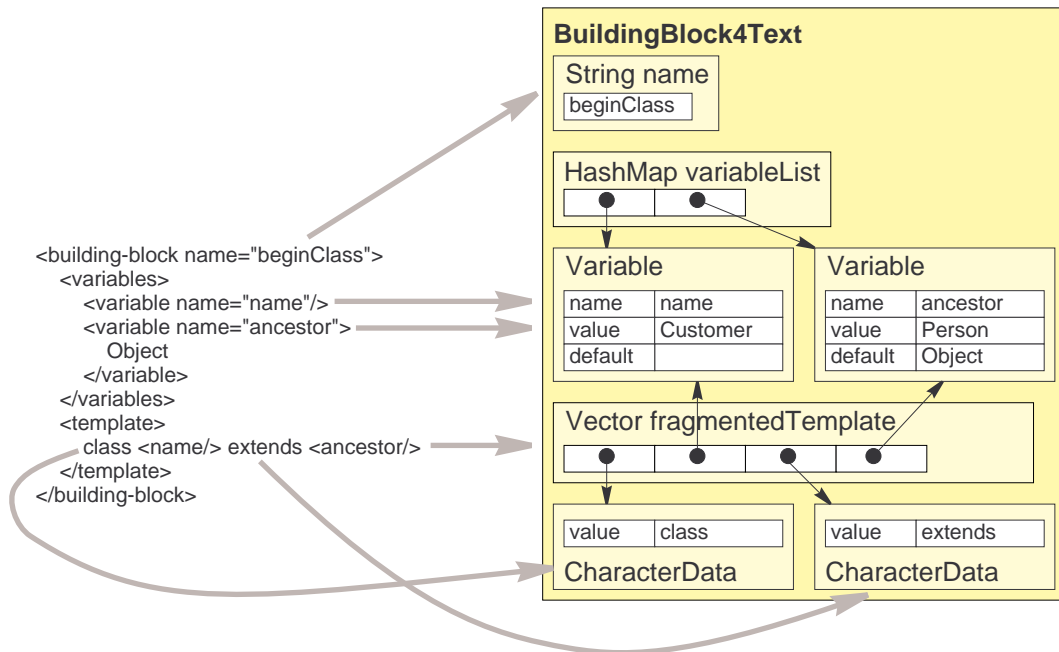 <building-block name="beginClass">
<variables>
<variable name="name"/>
<variable name="ancestor">
Object
</variable>
</variables>
<template>
class <name/> extends <ancestor/>
</template>
</building-block>
BuildingBlock4Text
String name
beginClass
HashMap variableList
Variable
name name
value Customer
default
Variable
name ancestor
value Person
default Object
Vector fragmentedTemplate
value class
CharacterData
value extends
CharacterData